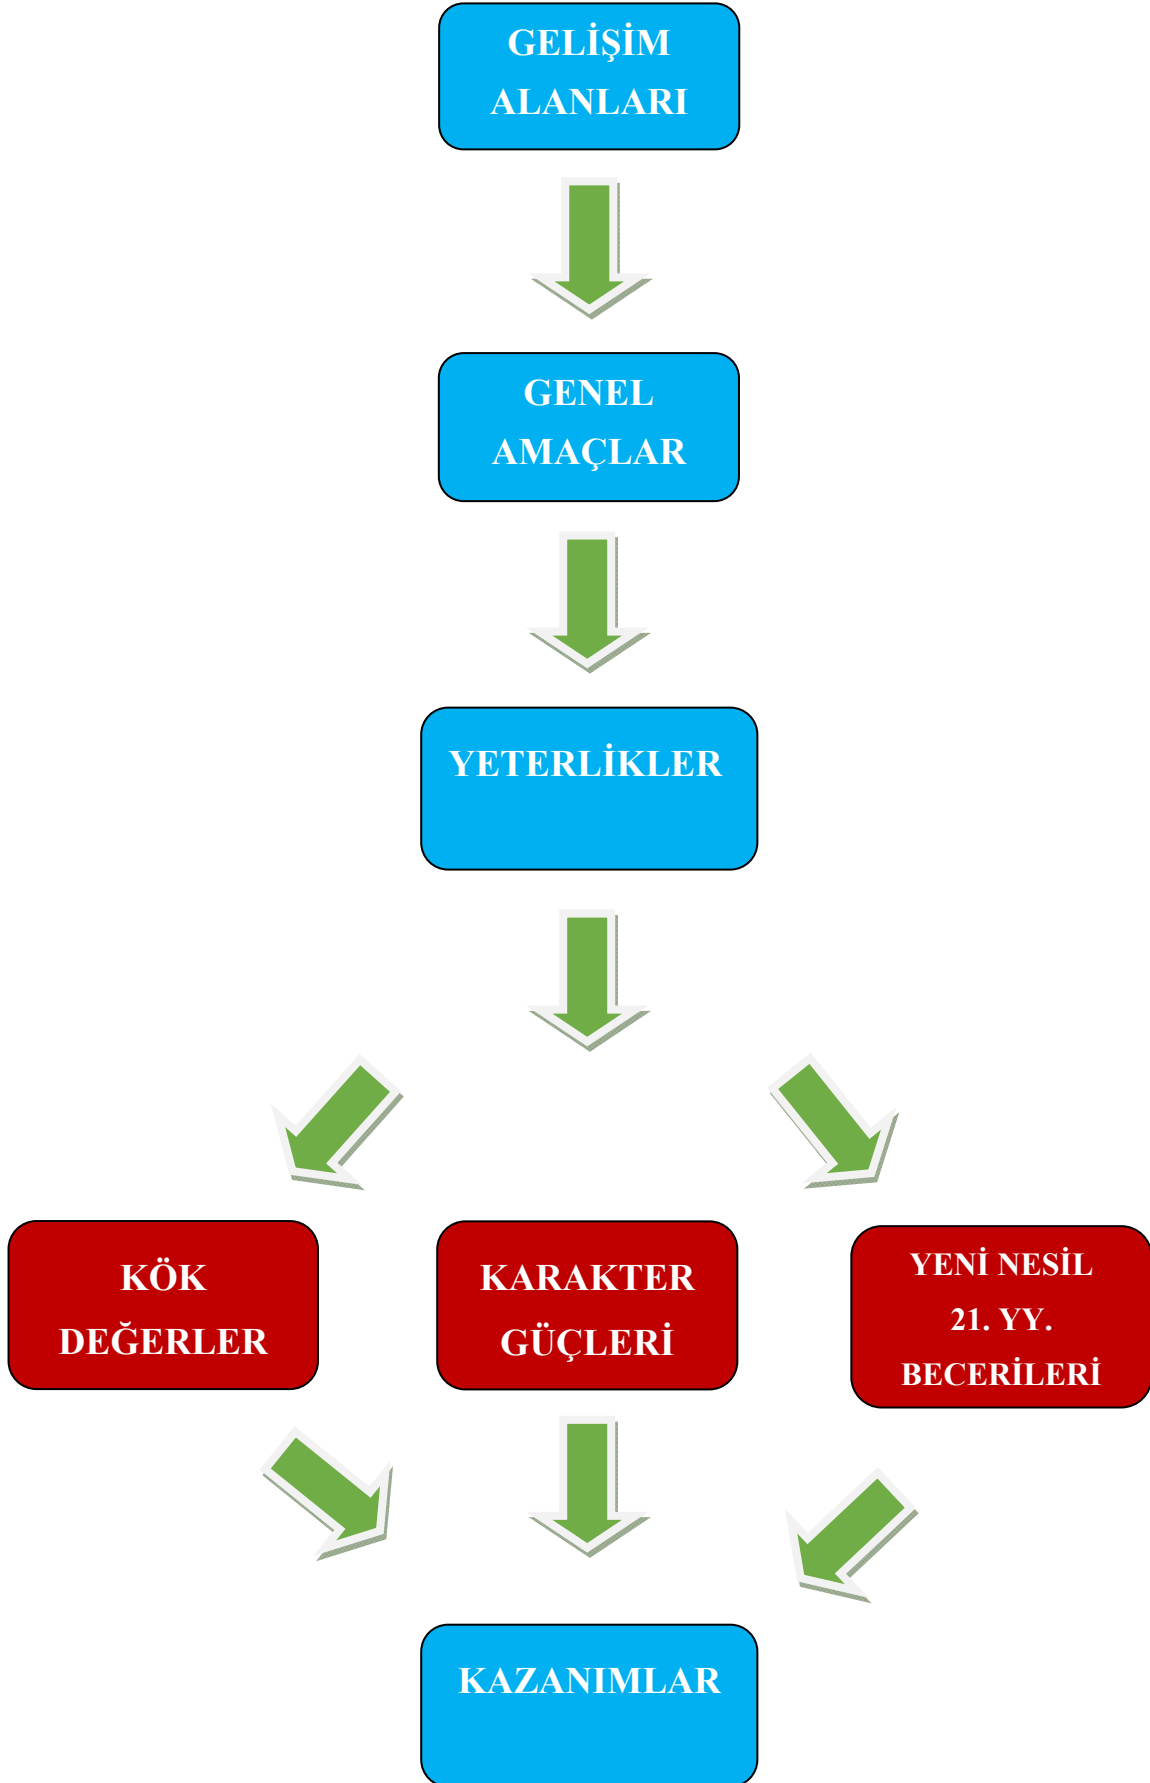 GELİŞİM
ALANLARI
GENEL
AMAÇLAR
YETERLİKLER
KÖK
DEĞERLER
KARAKTER
GÜÇLERİ
YENİ NESİL
21. YY.
BECERİLERİ
KAZANIMLAR